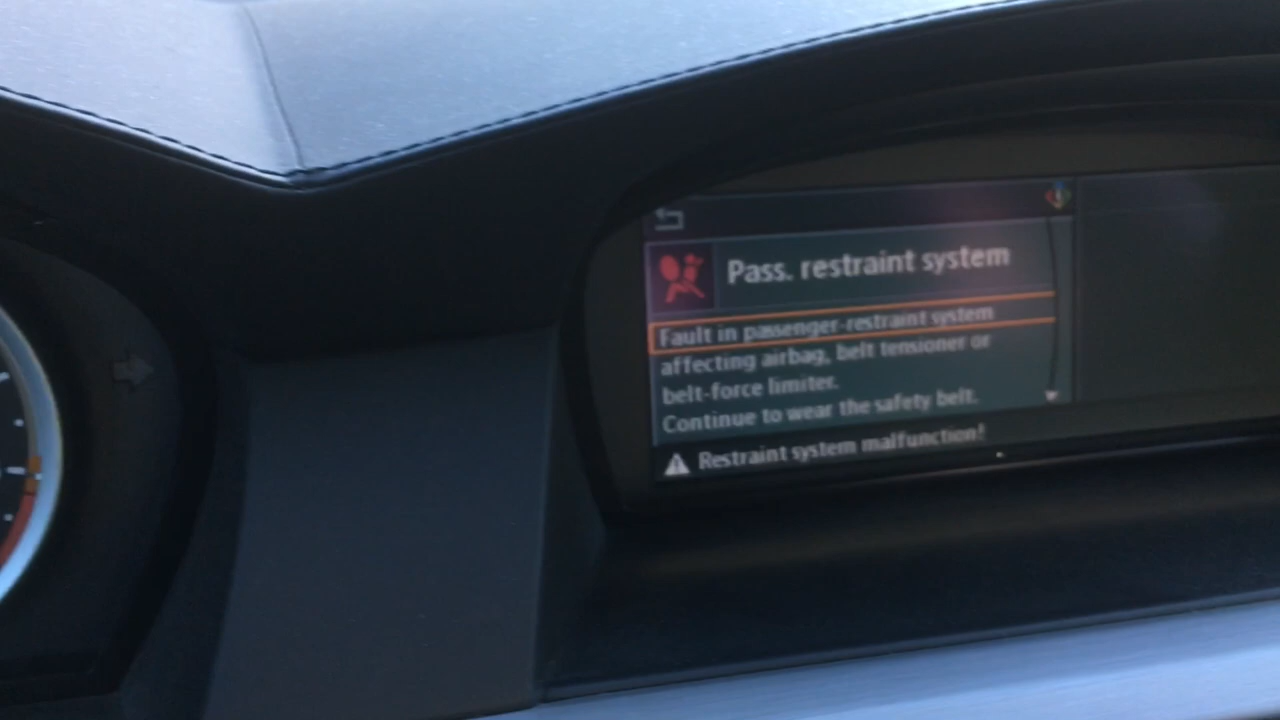 Pass. restraint system
Fault in passenger-restraint system
affecting airbag, belt tensioner or
belt-force limiter.
Continue to wear the safety belt.
Restraint system malfunction!